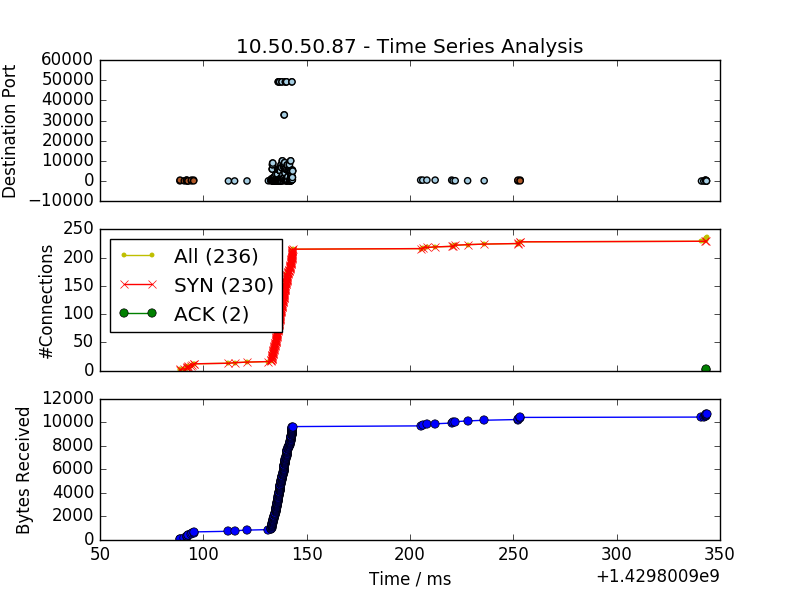 10.50.50.87 - Time Series Analysis
60000
50000
40000
30000
20000
10000
0
−10000
Destination Port
250
200
150
100
50
0
#Connections
All (236)
SYN (230)
ACK (2)
12000
10000
8000
6000
4000
2000
0
Bytes Received
50 100 150 200 250 300 350
Time / ms
+1.4298009e9